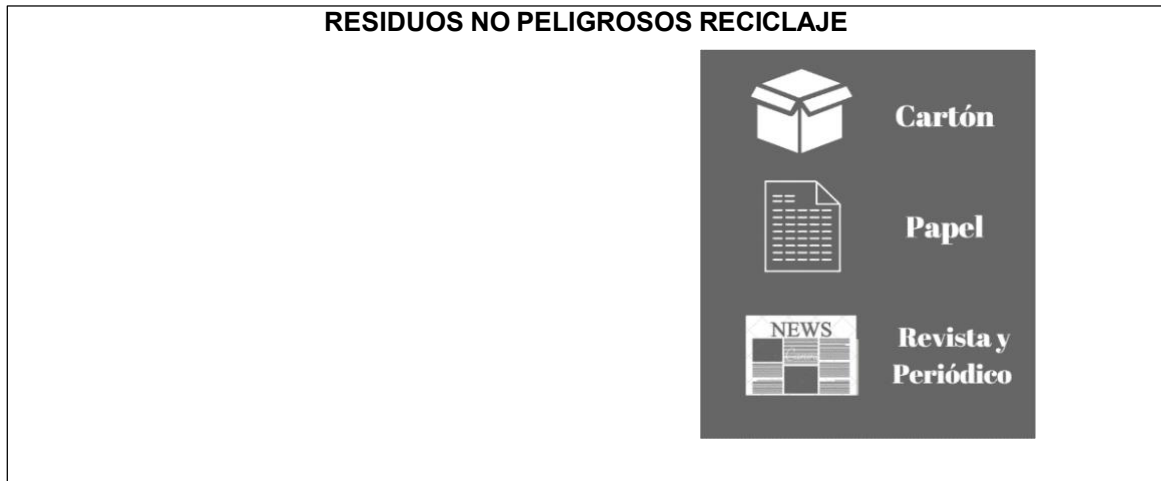 RESIDUOS NO PELIGROSOS RECICLAJE
Cartón
Papel
NEWS
Revista y
Periódico